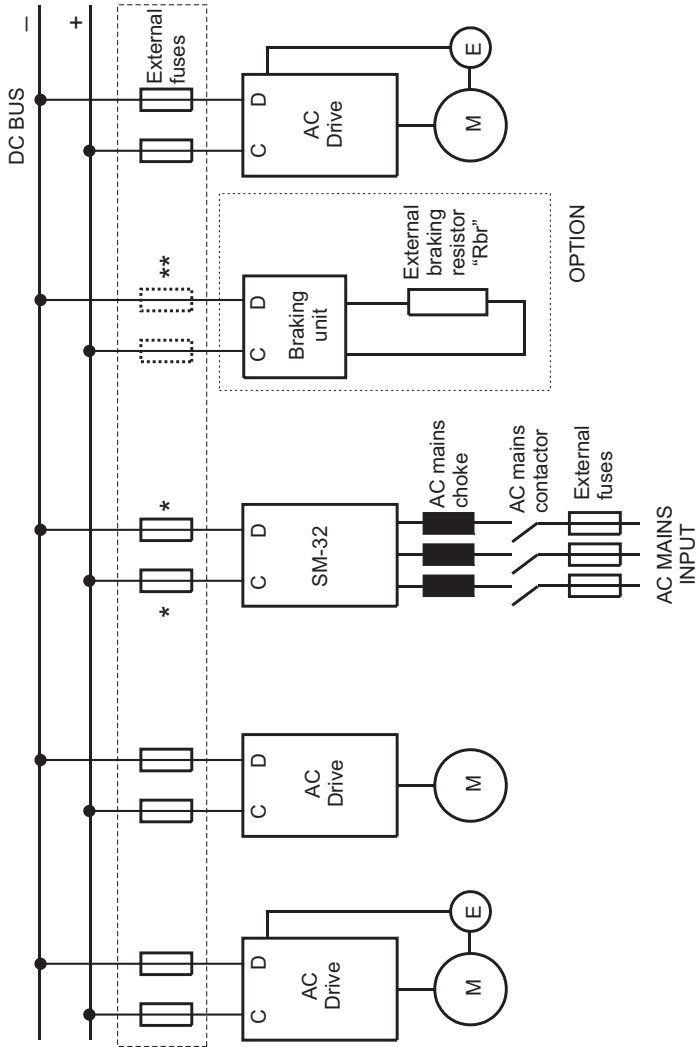 DC BUS
–
+
External
fuses
D
C
AC
Drive
E
M
**
D
C
Braking
unit
External
braking
resistor
“Rbr”
OPTION
*
*
D
C
SM-32
AC mains
choke
AC mains
contactor
External
fuses
AC MAINS
INPUT
D
C
AC
Drive
M
D
C
AC
Drive
E
M